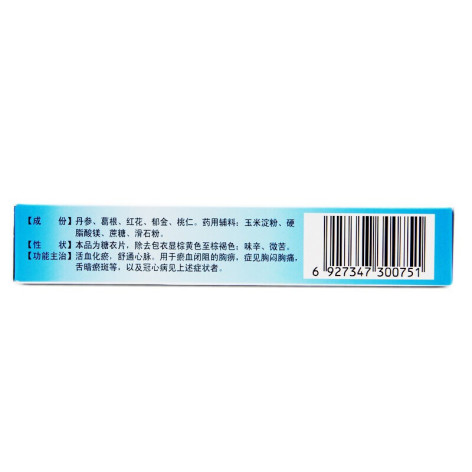 【成　份】丹参、葛根、红花、郁金、桃仁。药用辅料：玉米淀粉、硬
脂酸镁、蔗糖、滑石粉。
【性　状】本品为糖衣片，除去包衣显棕黄色至棕褐色；味辛、微苦。
【功能主治】活血化瘀，舒通心脉。用于瘀血闭阻的胸痹，症见胸闷胸痛，
舌暗瘀斑等，以及冠心病见上述症状者。
6 927347 300751